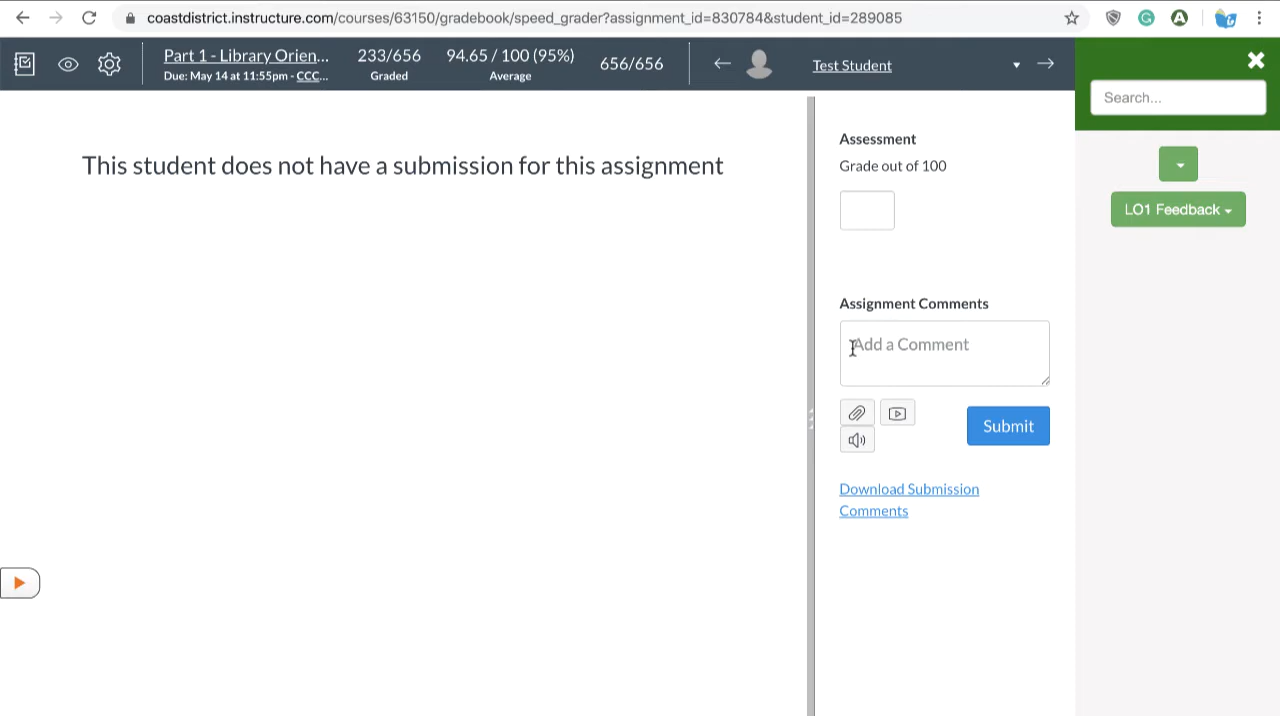 coastdistrict.instructure.com/courses/63150/gradebook/speed_grader?assignment_id=830784&student_id=289085
Part 1 - Library Orien...
Due: May 14 at 11:55pm - CCC...
233/656
Graded
94.65 / 100 (95%)
Average
656/656
Test Student
Search...
LO1 Feedback
This student does not have a submission for this assignment
Assessment
Grade out of 100
Assignment Comments
Add a Comment
Submit
Download Submission
Comments